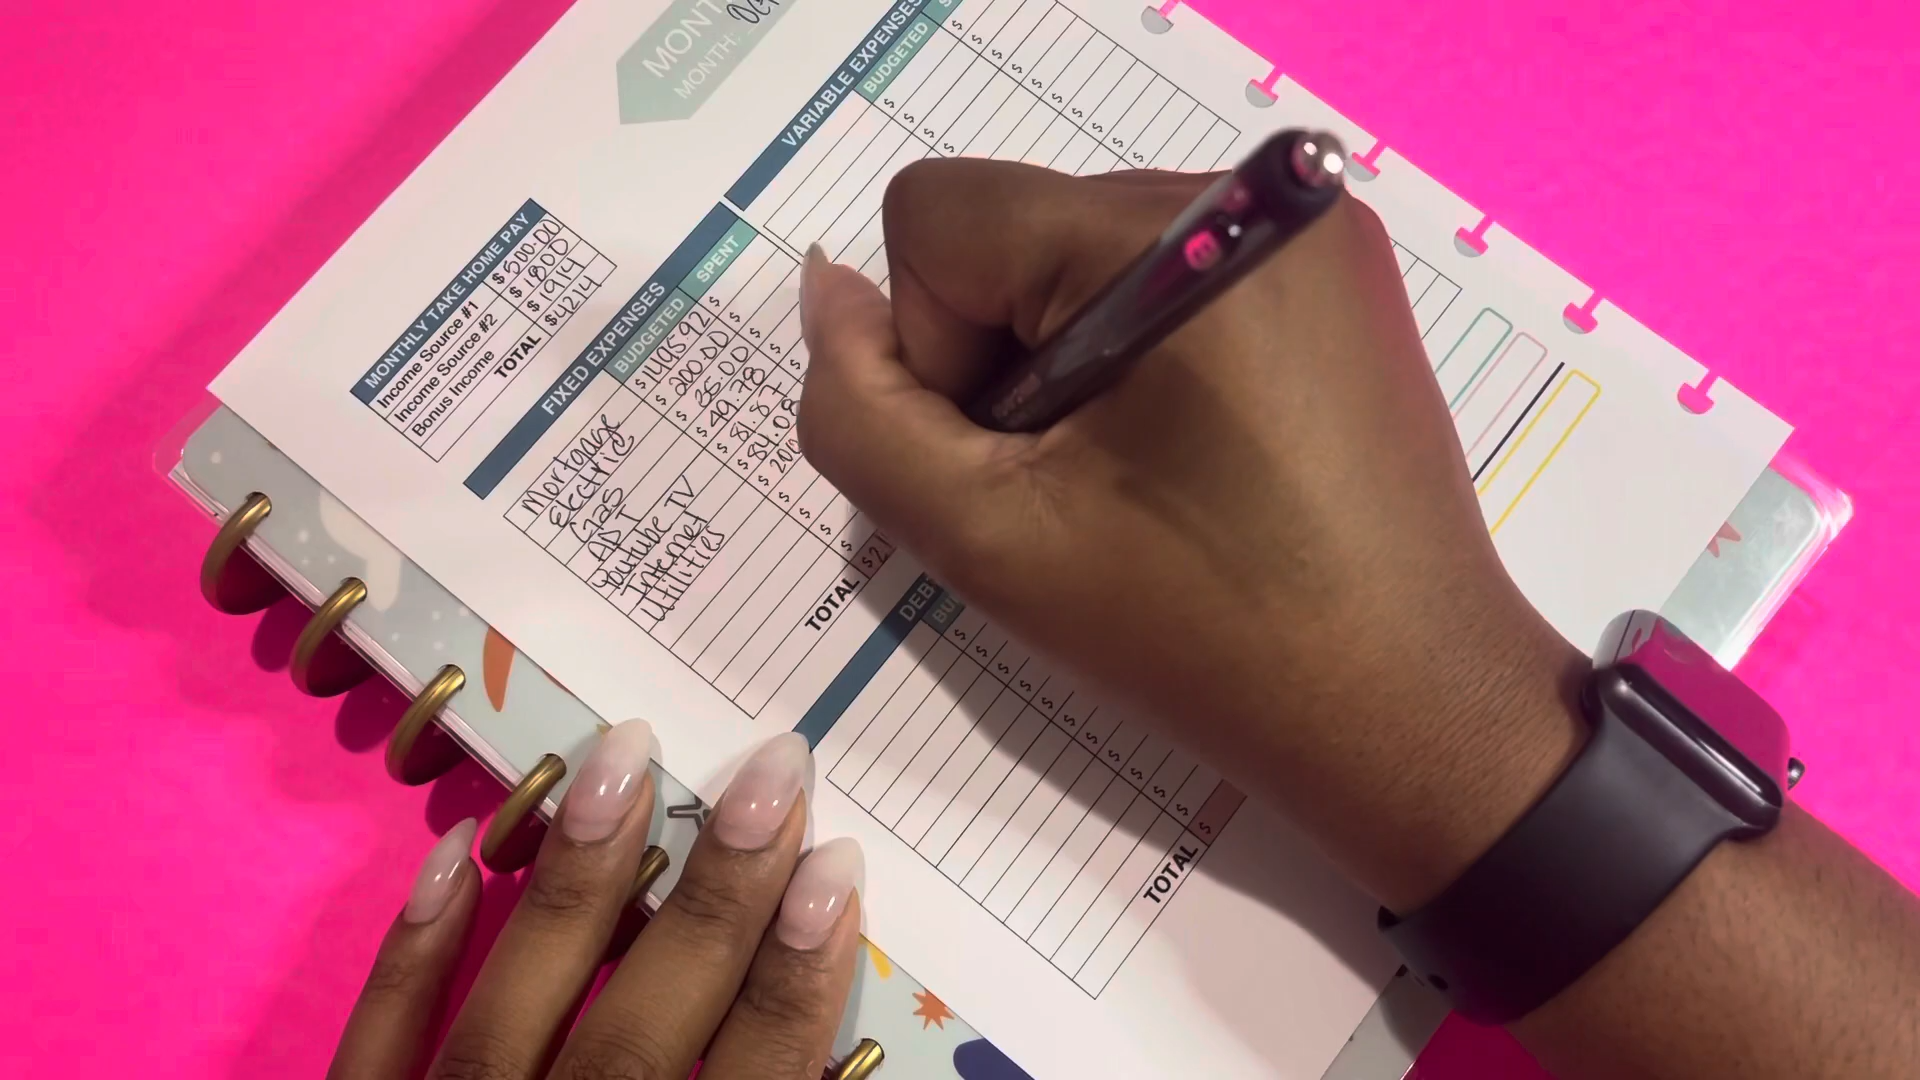 MONTH:
MONTHLY TAKE HOME PAY
Income Source #1 $ 500.00
Income Source #2 $ 1800
Bonus Income $ 1914
TOTAL $4214
FIXED EXPENSES
BUDGETED SPENT
Mortgage $ 1495.92 $
Electric $ 200.00 $
Gas $ 35.00 $
ADT $ 49.78 $
Youtube TV $ 81.87
Internet $ 84.08
Utilities $
$
$
$
$
TOTAL
VARIABLE EXPENSES
BUDGETED
$ $
$ $
$ $
$
$
$
$
$
$
TOTAL $